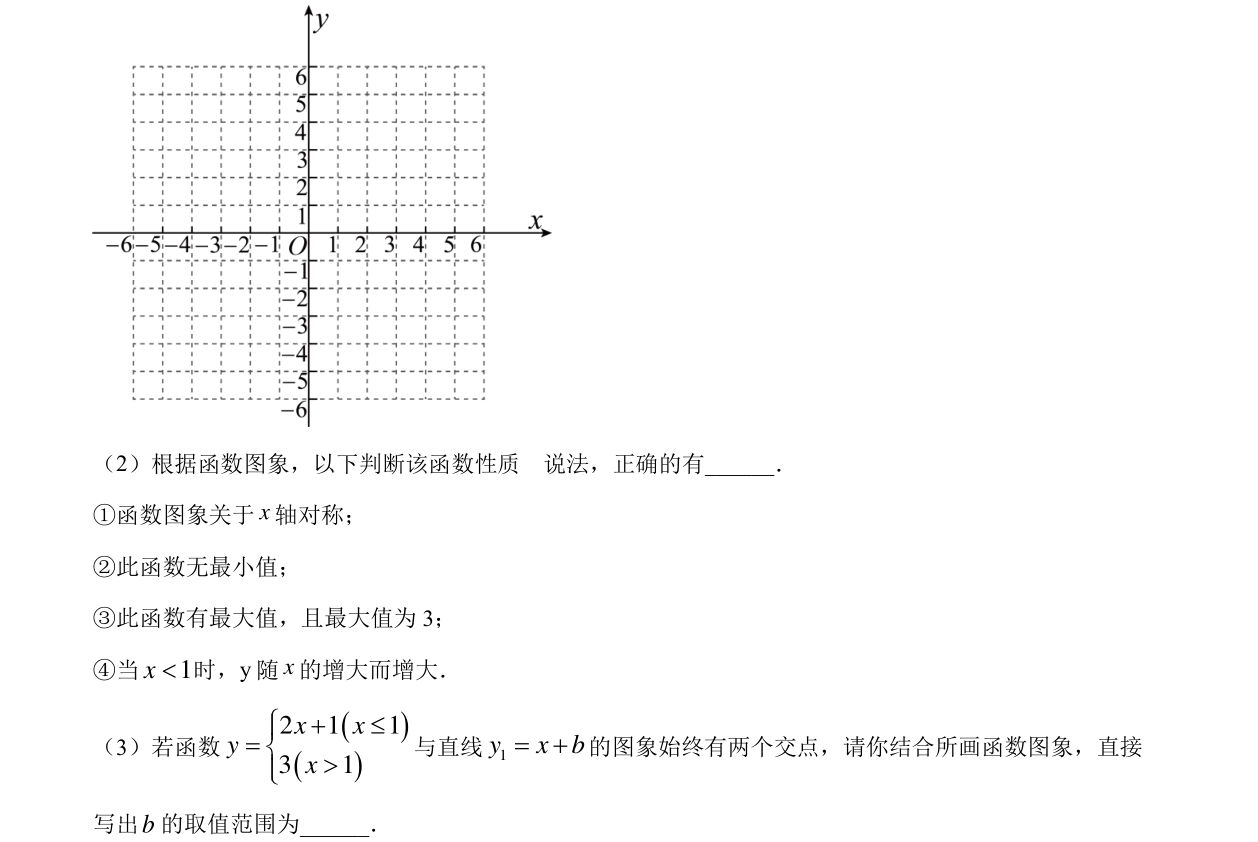 y
6
5
4
3
2
1
x
−6 −5 −4 −3 −2 −1 O 1 2 3 4 5 6
−1
−2
−3
−4
−5
−6
（2）根据函数图象，以下判断该函数性质 说法，正确的有______．
①函数图象关于 x 轴对称；
②此函数无最小值；
③此函数有最大值，且最大值为 3；
④当 x < 1时，y 随 x 的增大而增大．
（3）若函数 y = { 2x+1(x≤1) 3(x>1) 与直线 y₁ = x+b 的图象始终有两个交点，请你结合所画函数图象，直接
写出 b 的取值范围为______．